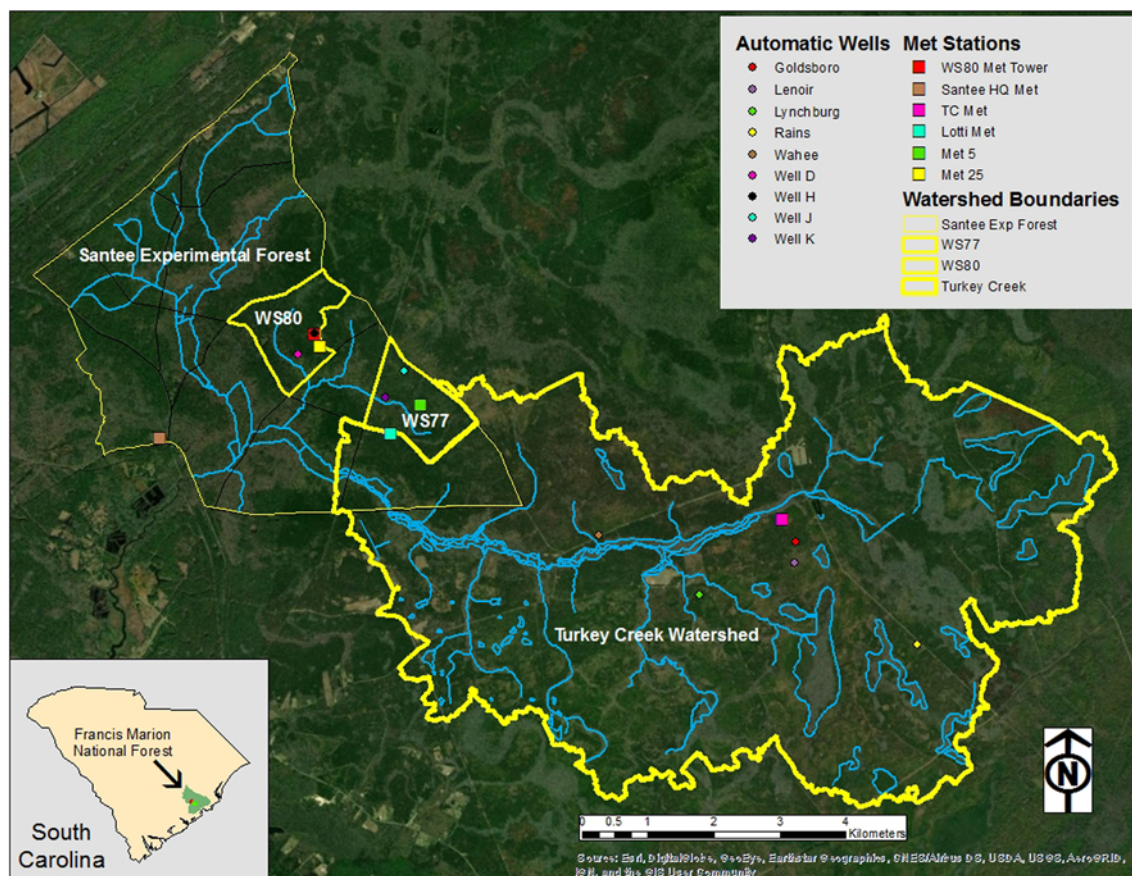 Automatic Wells
Goldsboro
Lenoir
Lynchburg
Rains
Wahee
Well D
Well H
Well J
Well K
Met Stations
WS80 Met Tower
Santee HQ Met
TC Met
Lotti Met
Met 5
Met 25
Watershed Boundaries
Santee Exp Forest
WS77
WS80
Turkey Creek
Santee Experimental Forest
WS80
WS77
Turkey Creek Watershed
Francis Marion
National Forest
South
Carolina
N
0 0.5 1 2 3 4
Kilometers
Source: Esri, DigitalGlobe, GeoEye, Earthstar Geographics, CNES/Airbus DS, USDA, USGS, AeroGRID,
IGN, and the GIS User Community